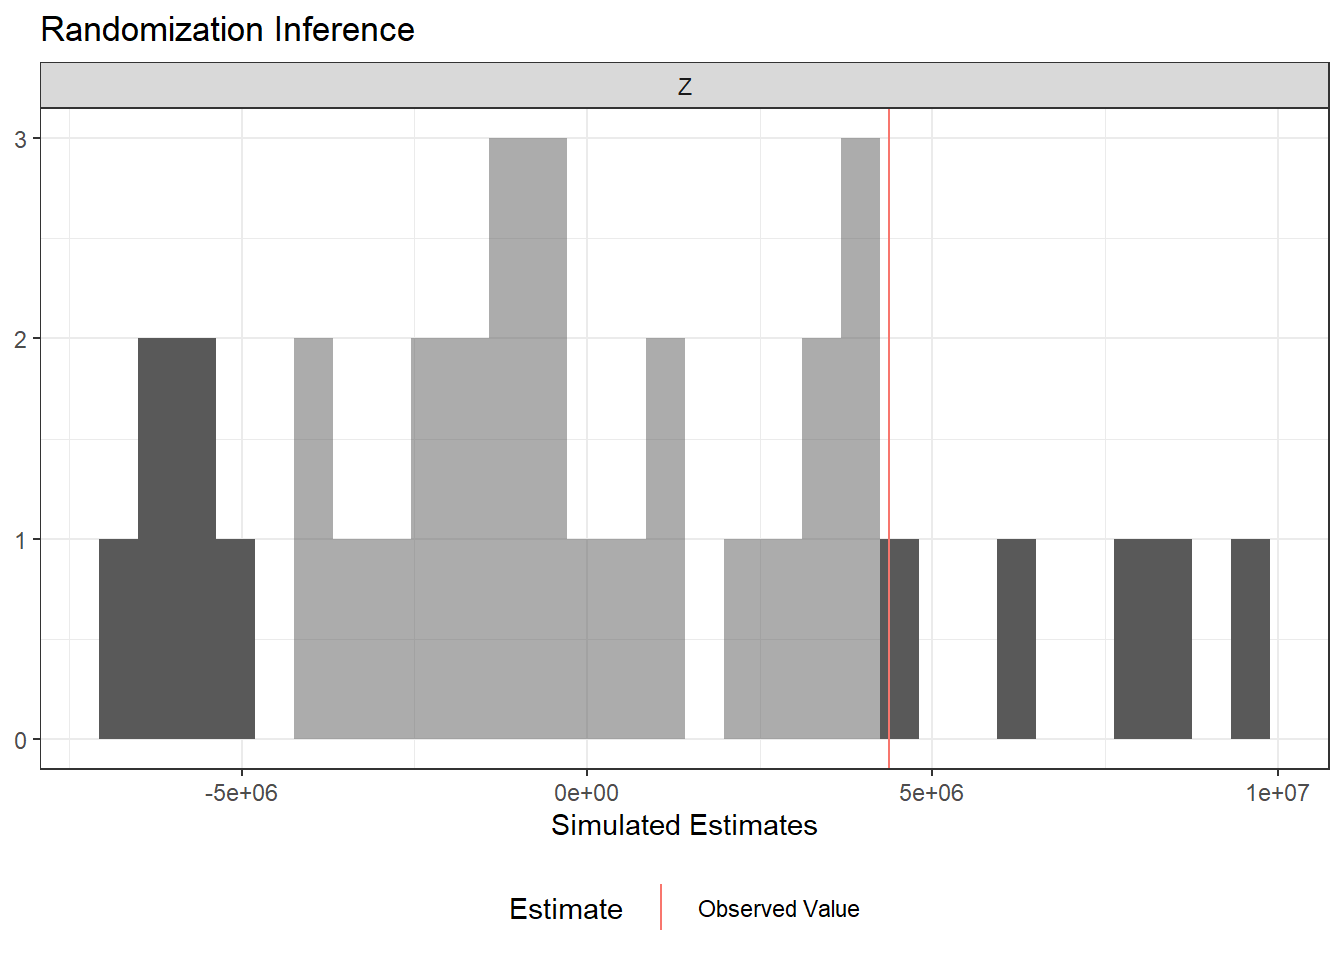 Randomization Inference
Z
3
2
1
0
-5e+06 0e+00 5e+06 1e+07
Simulated Estimates
Estimate Observed Value